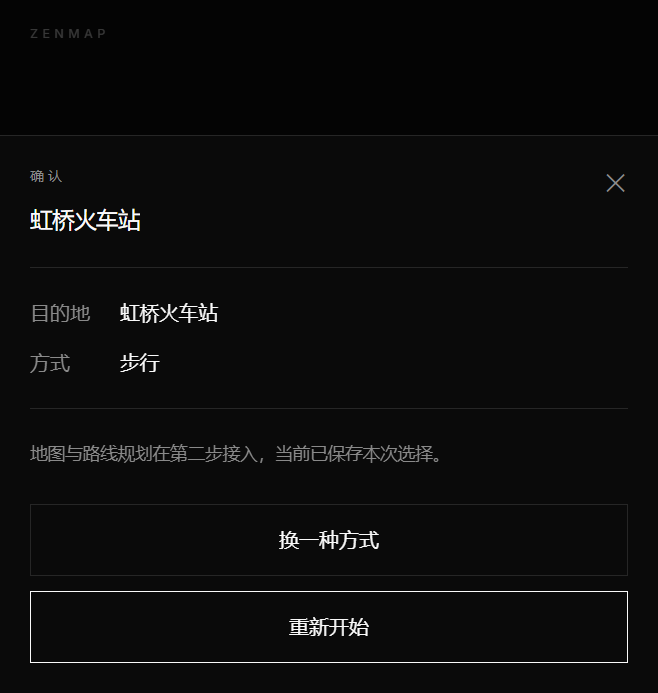 ZENMAP
确认
虹桥火车站
目的地 虹桥火车站
方式 步行
地图与路线规划在第二步接入，当前已保存本次选择。
换一种方式
重新开始